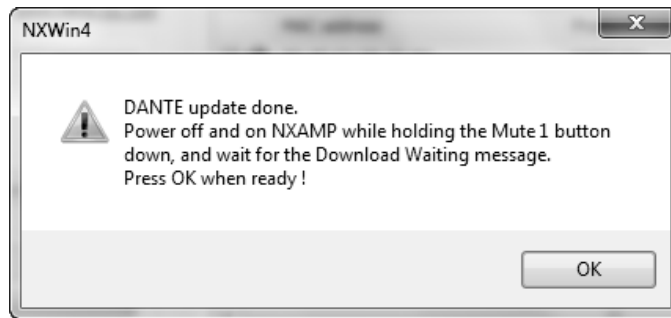 NXWin4
DANTE update done.
Power off and on NXAMP while holding the Mute 1 button
down, and wait for the Download Waiting message.
Press OK when ready !
OK